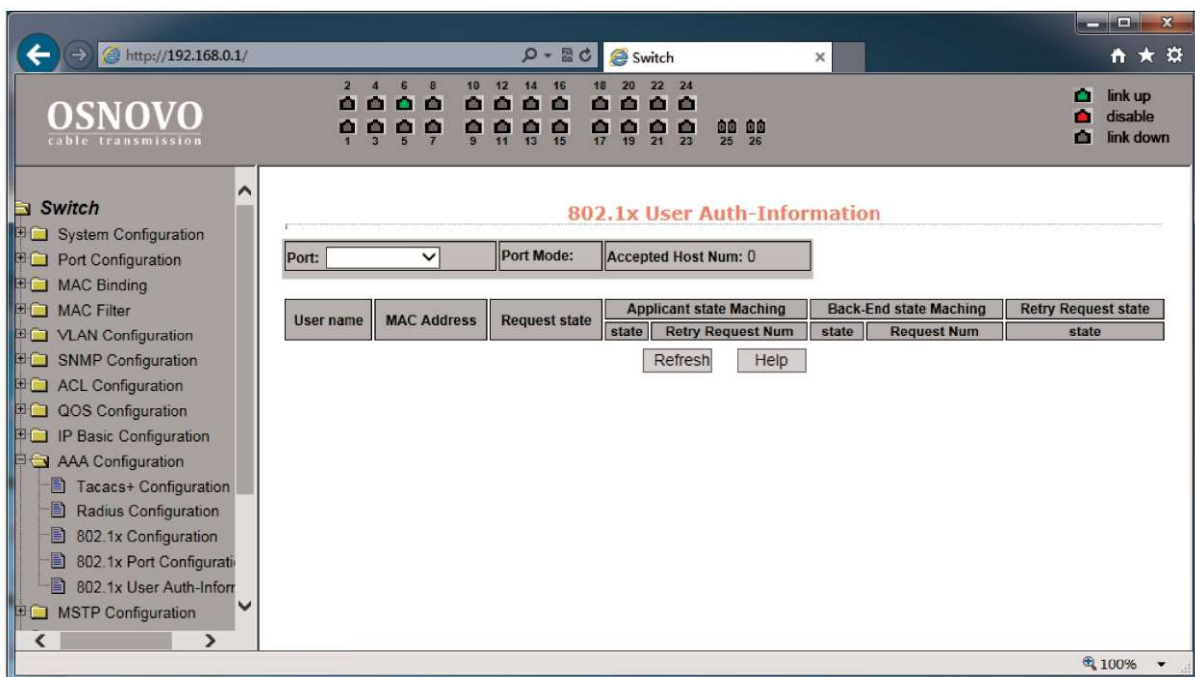 http://192.168.0.1/
Switch
OSNOVO
cable transmission
2 4 6 8 10 12 14 16 18 20 22 24
1 3 5 7 9 11 13 15 17 19 21 23 25 26
link up
disable
link down
Switch
System Configuration
Port Configuration
MAC Binding
MAC Filter
VLAN Configuration
SNMP Configuration
ACL Configuration
QOS Configuration
IP Basic Configuration
AAA Configuration
Tacacs+ Configuration
Radius Configuration
802.1x Configuration
802.1x Port Configurati
802.1x User Auth-Inforr
MSTP Configuration
802.1x User Auth-Information
Port: Port Mode: Accepted Host Num: 0
User name MAC Address Request state Applicant state Maching Back-End state Maching Retry Request state
state Retry Request Num state Request Num state
Refresh Help
100%